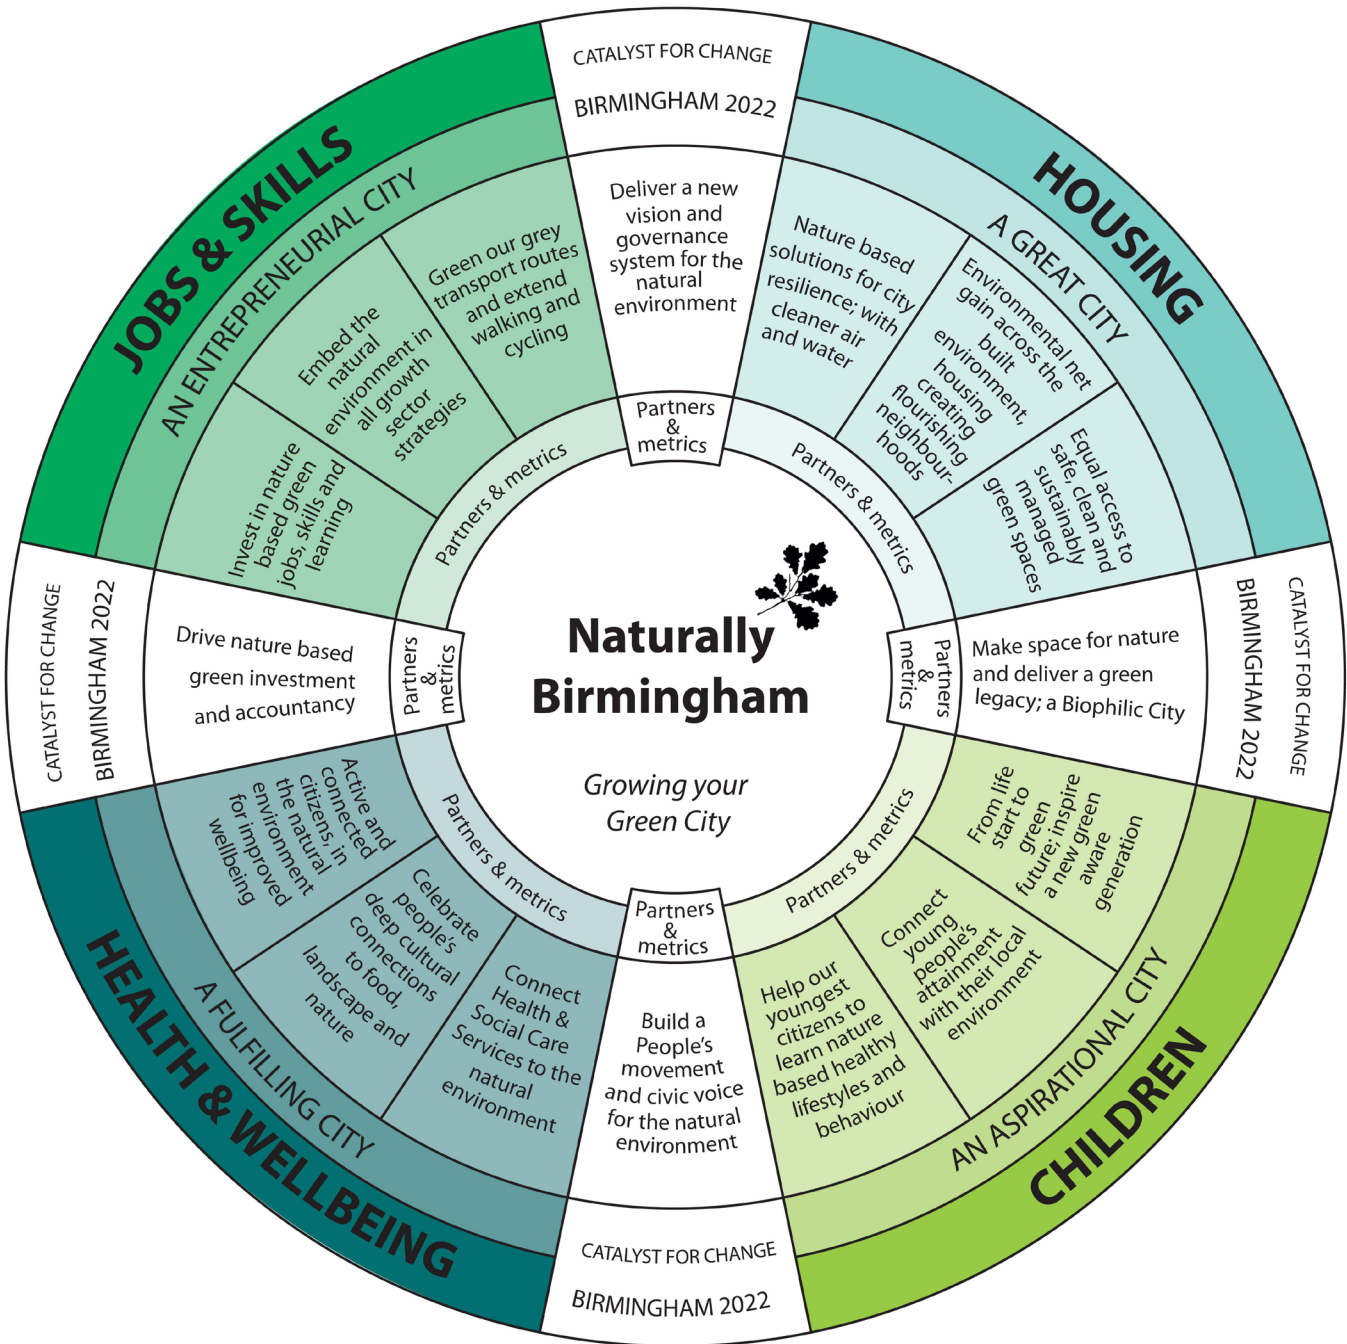 CATALYST FOR CHANGE
BIRMINGHAM 2022
Deliver a new
vision and
governance
system for the
natural
environment
Partners
&
metrics
HOUSING
A GREAT CITY
Nature based
solutions for city
resilience; with
cleaner air
and water
Environmental net
gain across the
built
environment,
housing
creating
flourishing
neighbour-
hoods
Equal access to
safe, clean and
sustainably
managed
green spaces
Partners & metrics
CATALYST FOR CHANGE
BIRMINGHAM 2022
Make space for nature
and deliver a green
legacy; a Biophilic City
Partners
&
metrics
CHILDREN
AN ASPIRATIONAL CITY
From life
start to
green
future; inspire
a new green
aware
generation
Connect
young
people's
attainment
with their local
environment
Help our
youngest
citizens to
learn nature
based healthy
lifestyles and
behaviour
Partners & metrics
Partners
&
metrics
Build a
People's
movement
and civic voice
for the natural
environment
CATALYST FOR CHANGE
BIRMINGHAM 2022
HEALTH & WELLBEING
A FULFILLING CITY
Connect
Health &
Social Care
Services to the
natural
environment
Celebrate
people's
deep cultural
connections
to food,
landscape and
nature
Active and
connected
citizens, in
the natural
environment
for improved
wellbeing
Partners & metrics
CATALYST FOR CHANGE
BIRMINGHAM 2022
Drive nature based
green investment
and accountancy
Partners
&
metrics
JOBS & SKILLS
AN ENTREPRENEURIAL CITY
Invest in nature
based green
jobs, skills and
learning
Embed the
natural
environment in
all growth
sector
strategies
Green our grey
transport routes
and extend
walking and
cycling
Partners & metrics
Naturally
Birmingham
Growing your
Green City